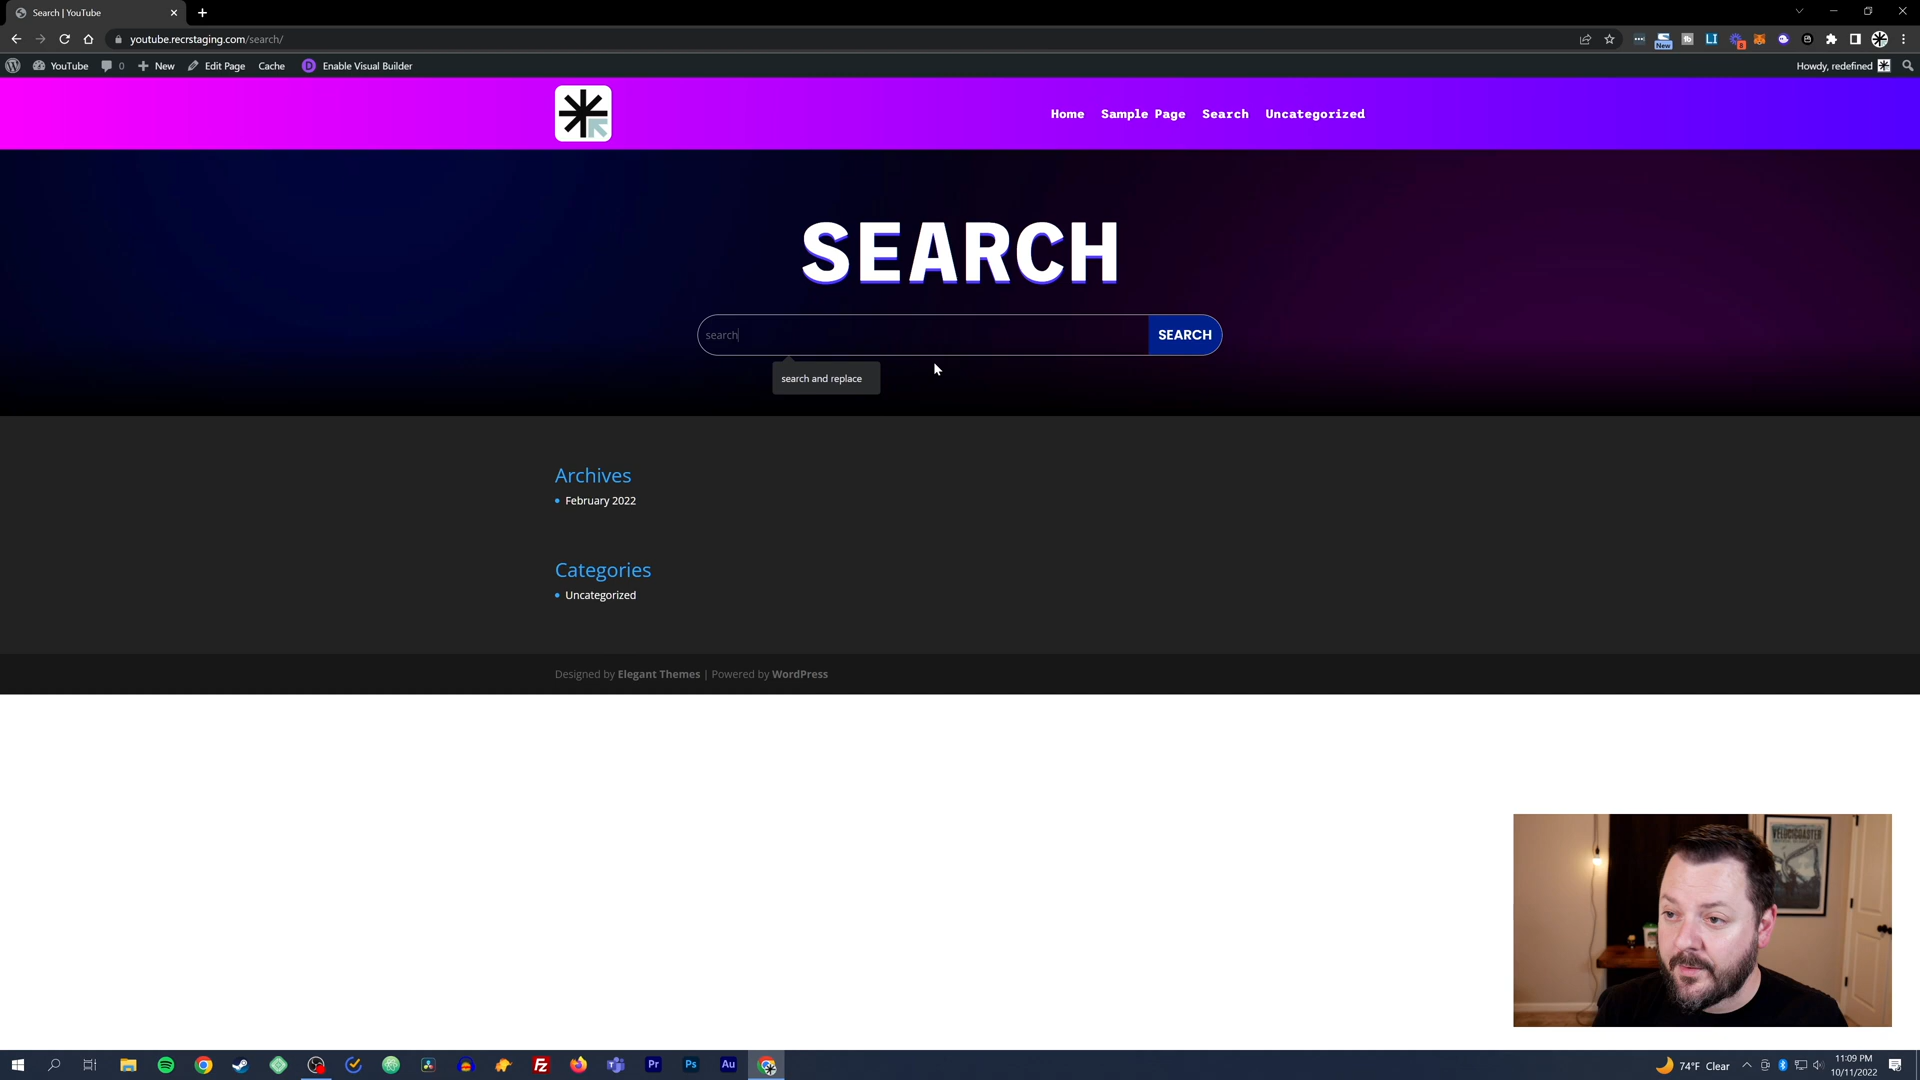 Search | YouTube
youtube.recrstaging.com/search/
New
YouTube 0 New Edit Page Cache Enable Visual Builder Howdy, redefined
Home Sample Page Search Uncategorized
SEARCH
search SEARCH
search and replace
Archives
February 2022
Categories
Uncategorized
Designed by Elegant Themes | Powered by WordPress
VELOCICOASTER
74°F Clear
11:09 PM
10/11/2022